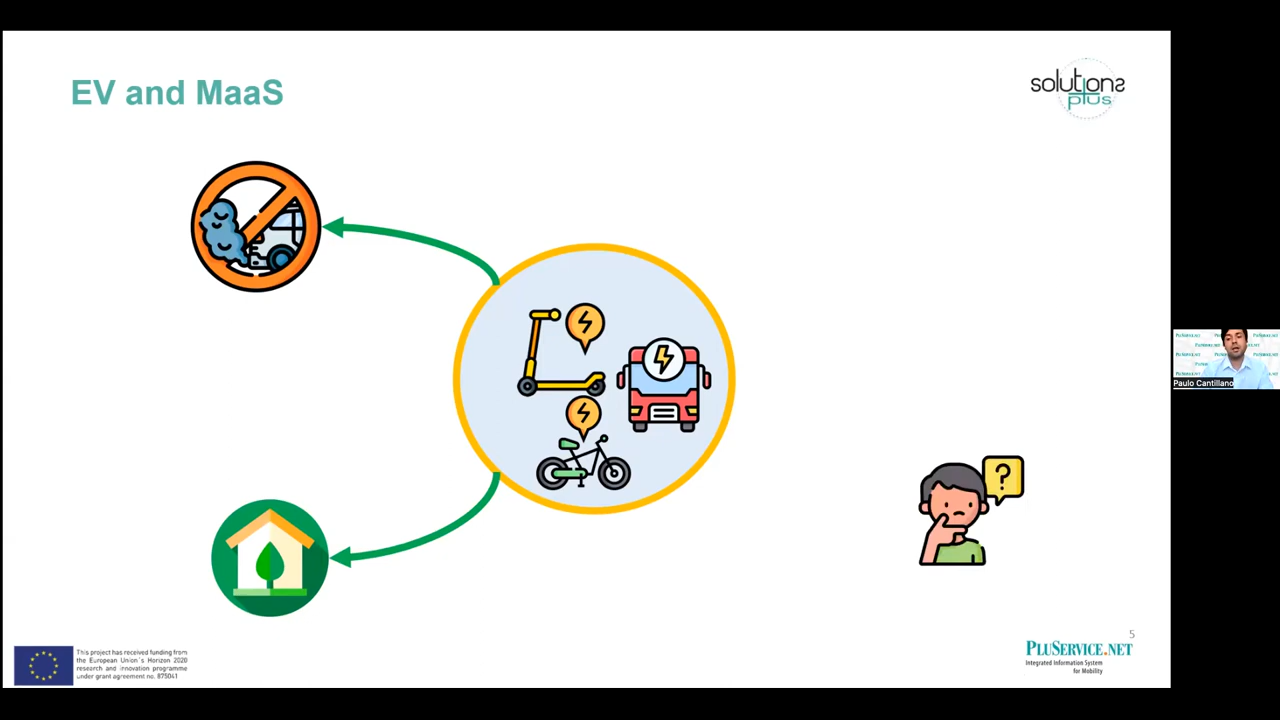 EV and MaaS
solutions
plus
?
Paulo Cantillano
5
This project has received funding from
the European Union's Horizon 2020
research and innovation programme
under grant agreement no. 875041
PLUSERVICE.NET
Integrated Information System
for Mobility